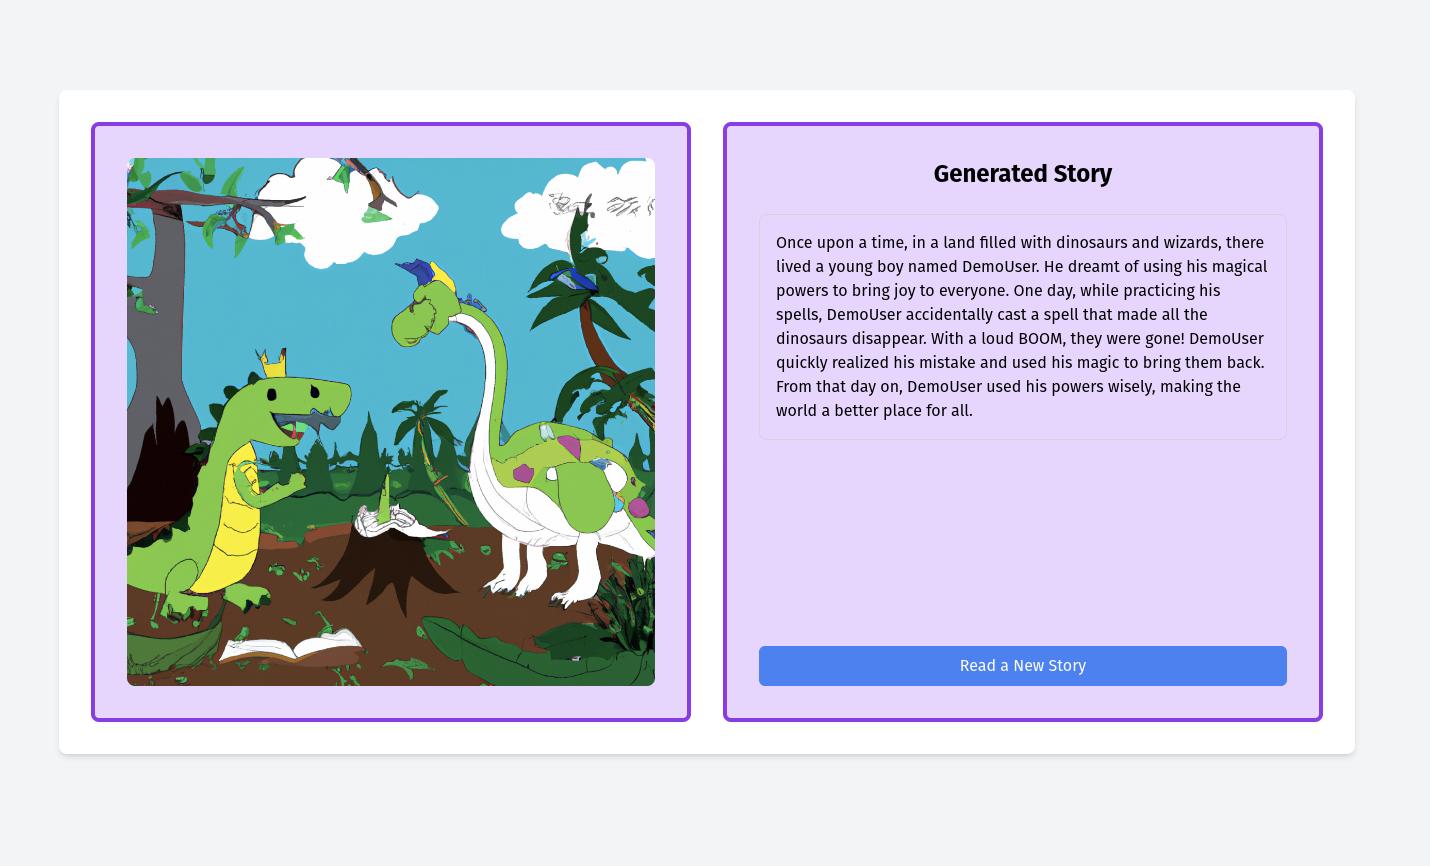 Generated Story
Once upon a time, in a land filled with dinosaurs and wizards, there
lived a young boy named DemoUser. He dreamt of using his magical
powers to bring joy to everyone. One day, while practicing his
spells, DemoUser accidentally cast a spell that made all the
dinosaurs disappear. With a loud BOOM, they were gone! DemoUser
quickly realized his mistake and used his magic to bring them back.
From that day on, DemoUser used his powers wisely, making the
world a better place for all.
Read a New Story